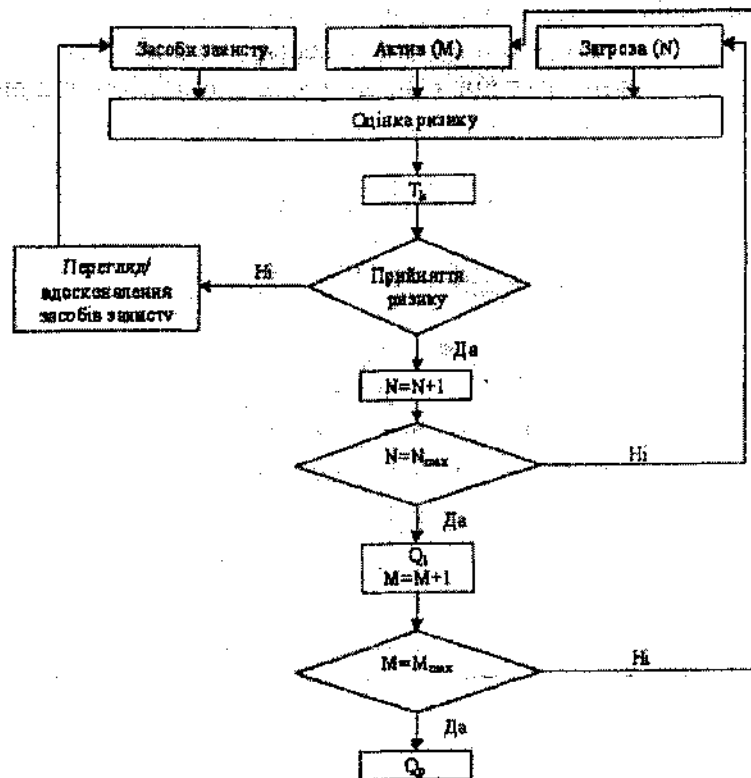 Засоби захисту
Актив (М)
Загроза (N)
Оцінка ризику
Tk
Перегляд/
вдосконалення
засобів захисту
Ні
Прийняття
ризику
Да
N=N+1
N=Nmax
Ні
Да
Qi
M=M+1
M=Mmax
Ні
Да
Qp